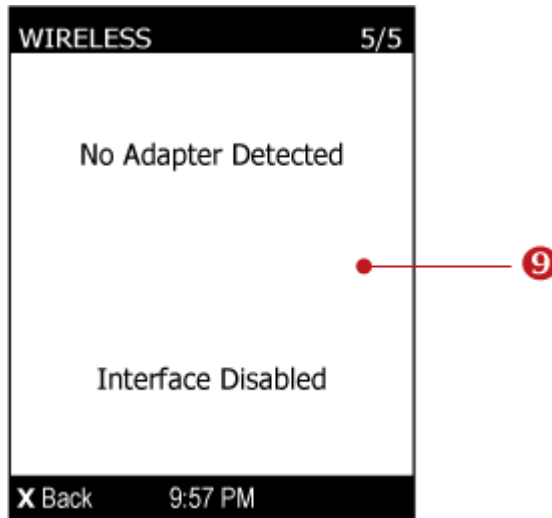 WIRELESS 5/5
No Adapter Detected
9
Interface Disabled
X Back 9:57 PM